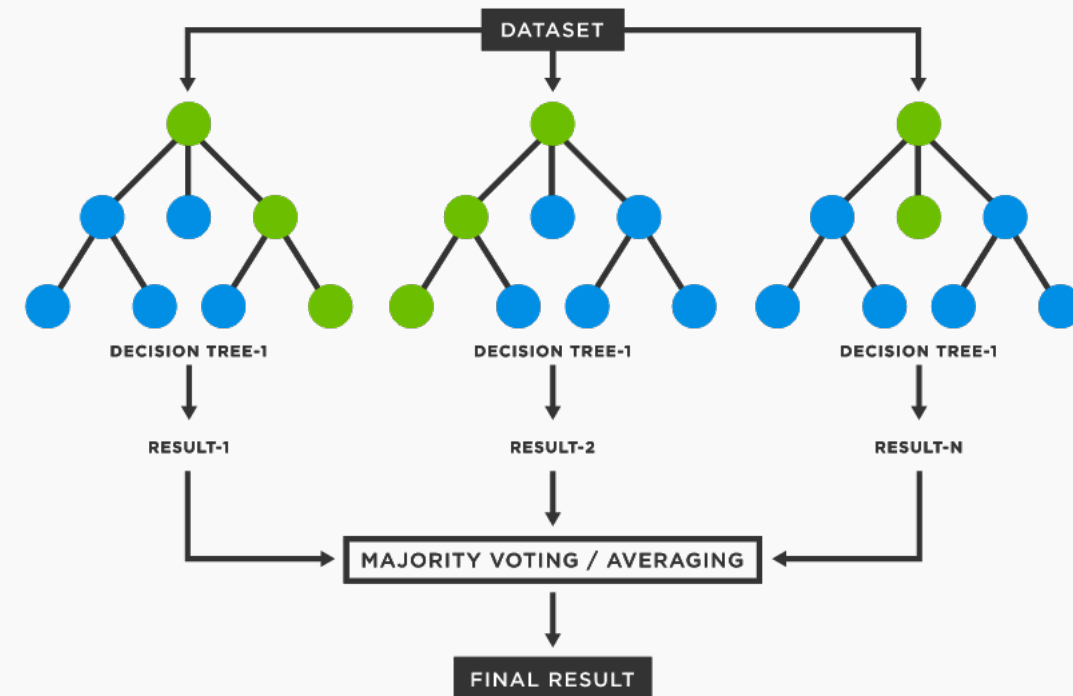 DATASET
DECISION TREE-1
DECISION TREE-1
DECISION TREE-1
RESULT-1
RESULT-2
RESULT-N
MAJORITY VOTING / AVERAGING
FINAL RESULT